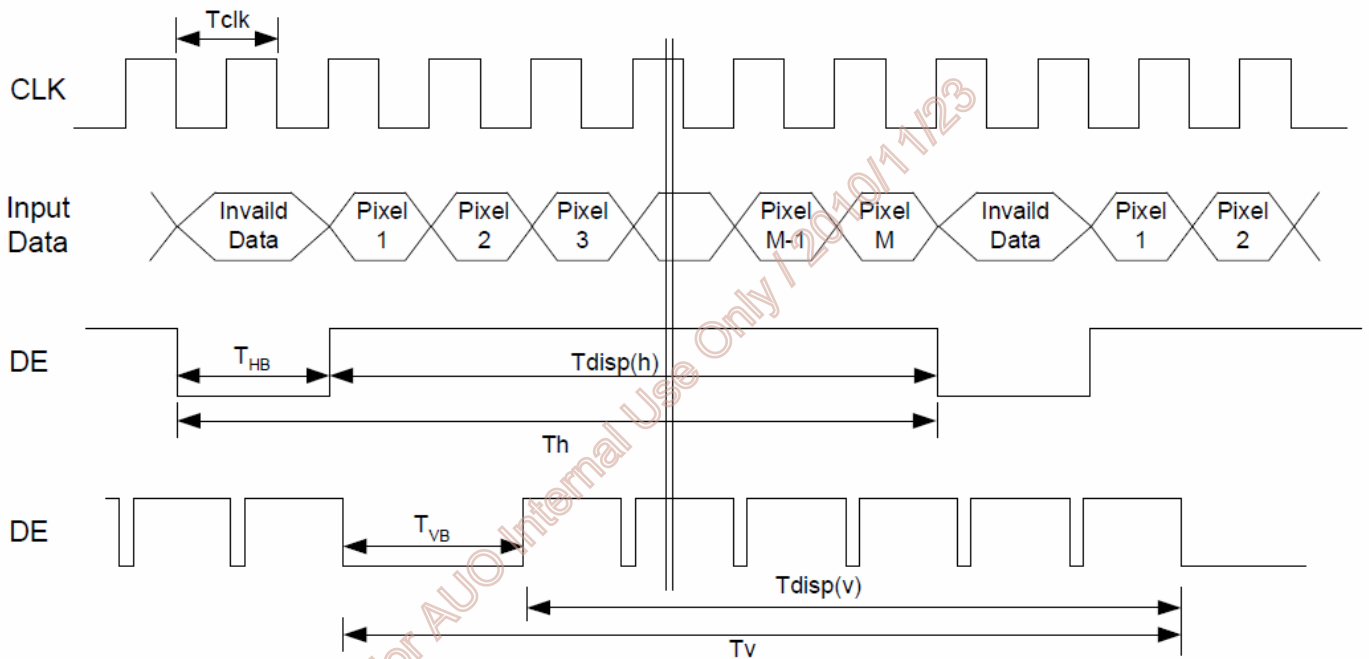 Tclk
CLK
Input
Data
Invaild
Data
Pixel
1
Pixel
2
Pixel
3
Pixel
M-1
Pixel
M
Invaild
Data
Pixel
1
Pixel
2
DE
THB
Tdisp(h)
Th
DE
TVB
Tdisp(v)
Tv
for AUO Internal Use Only / 2010/11/23